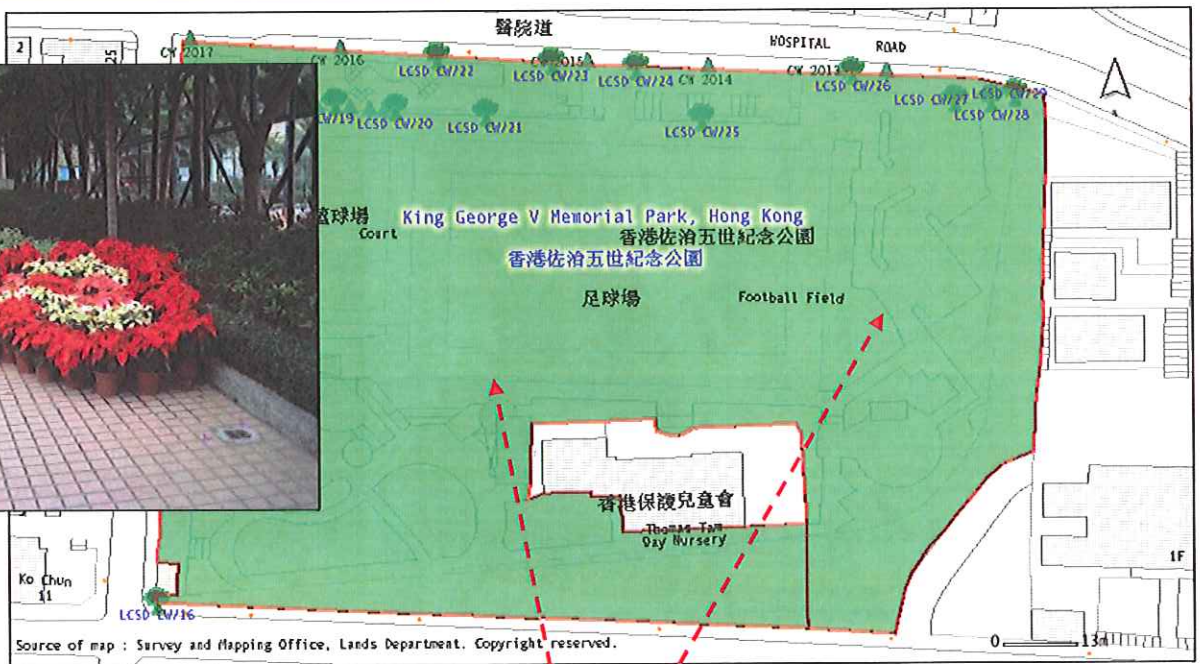 醫院道
HOSPITAL ROAD
2
25
CW 2017
CW 2016
LCSD CW/22
CW 2015
LCSD CW/23
LCSD CW/24
CW 2014
CW 2013
LCSD CW/26
LCSD CW/27
LCSD CW/29
LCSD CW/28
CW/19
LCSD CW/20
LCSD CW/21
LCSD CW/25
籃球場
Court
King George V Memorial Park, Hong Kong
香港佐治五世紀念公園
香港佐治五世紀念公園
足球場
Football Field
香港保護兒童會
Thomas Tam
Day Nursery
1F
Ko Chun
11
LCSD CW/16
Source of map : Survey and Mapping Office, Lands Department. Copyright reserved.
0 13m